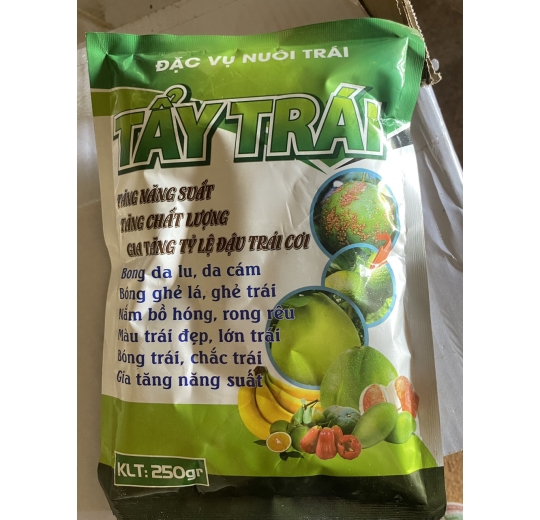 ĐẶC VỤ NUÔI TRÁI
TẨY TRÁI
TĂNG NĂNG SUẤT
TĂNG CHẤT LƯỢNG
GIA TĂNG TỶ LỆ ĐẬU TRÁI CƠI
Bong da lu, da cám
Bóng ghẻ lá, ghẻ trái
Nấm bồ hóng, rong rêu
Màu trái đẹp, lớn trái
Bóng trái, chắc trái
Gia tăng năng suất
KLT: 250gr